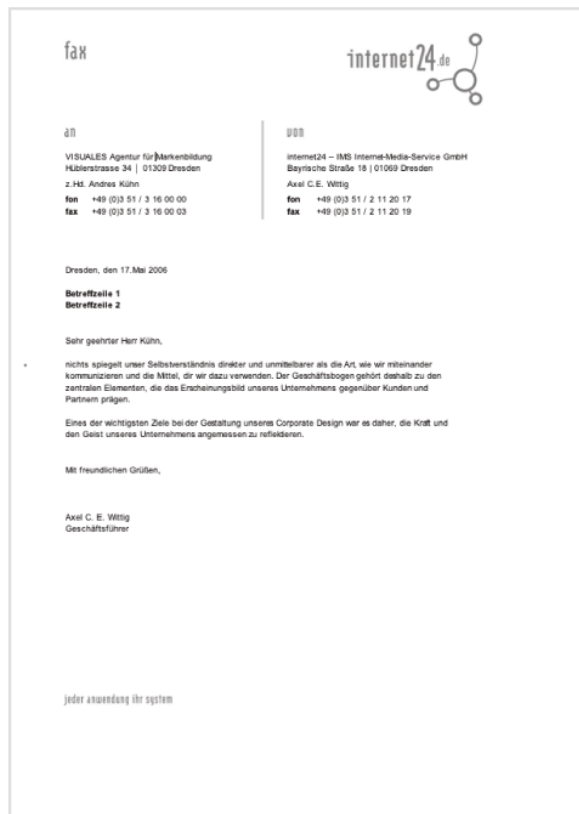 fax
internet24.de
an
VISUALES Agentur für Markenbildung
Hüblerstrasse 34 | 01309 Dresden
z.Hd. Andres Kühn
fon +49 (0)3 51 / 3 16 00 00
fax +49 (0)3 51 / 3 16 00 03
von
internet24 – IMS Internet-Media-Service GmbH
Bayrische Straße 18 | 01069 Dresden
Axel C.E. Wittig
fon +49 (0)3 51 / 2 11 20 17
fax +49 (0)3 51 / 2 11 20 19
Dresden, den 17.Mai 2006
Betreffzeile 1
Betreffzeile 2
Sehr geehrter Herr Kühn,
nichts spiegelt unser Selbstverständnis direkter und unmittelbarer als die Art, wie wir miteinander
kommunizieren und die Mittel, dir wir dazu verwenden. Der Geschäftsbogen gehört deshalb zu den
zentralen Elementen, die das Erscheinungsbild unseres Unternehmens gegenüber Kunden und
Partnern prägen.
Eines der wichtigsten Ziele bei der Gestaltung unseres Corporate Design war es daher, die Kraft und
den Geist unseres Unternehmens angemessen zu reflektieren.
Mit freundlichen Grüßen,
Axel C. E. Wittig
Geschäftsführer
jeder anwendung ihr system